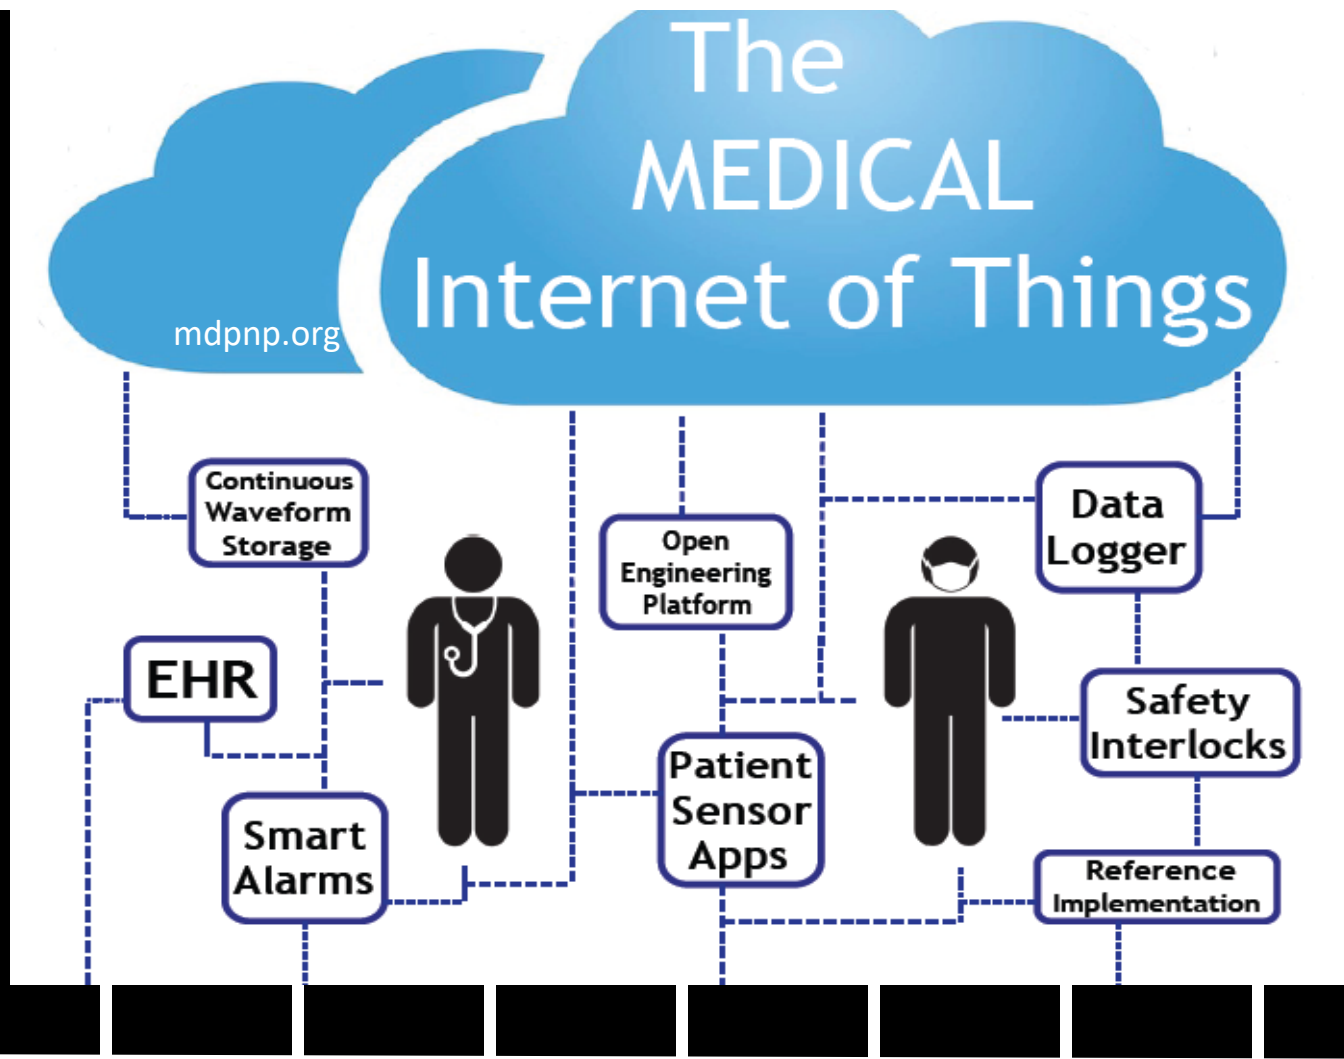 The
MEDICAL
Internet of Things
mdpnp.org
Continuous
Waveform
Storage
Open
Engineering
Platform
Data
Logger
EHR
Safety
Interlocks
Patient
Sensor
Apps
Smart
Alarms
Reference
Implementation